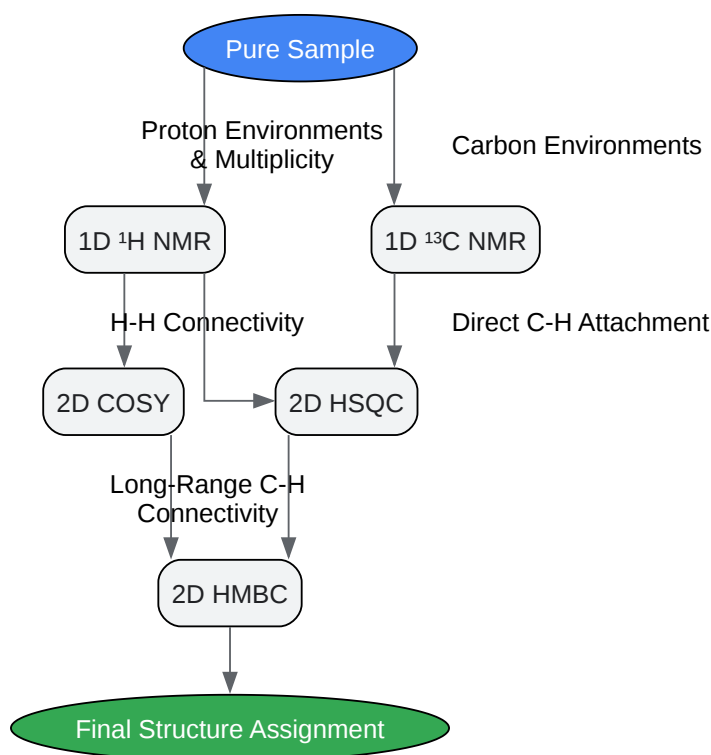 Pure Sample
Proton Environments
& Multiplicity
Carbon Environments
1D ¹H NMR
1D ¹³C NMR
H-H Connectivity
Direct C-H Attachment
2D COSY
2D HSQC
Long-Range C-H
Connectivity
2D HMBC
Final Structure Assignment